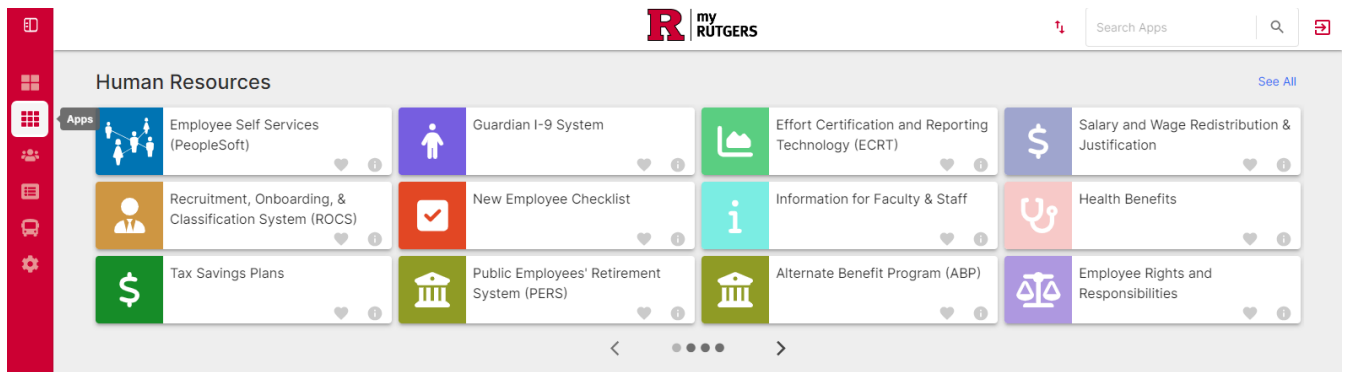 R my
RUTGERS
Search Apps
Human Resources
See All
Apps
Employee Self Services
(PeopleSoft)
Guardian I-9 System
Effort Certification and Reporting
Technology (ECRT)
Salary and Wage Redistribution &
Justification
Recruitment, Onboarding, &
Classification System (ROCS)
New Employee Checklist
Information for Faculty & Staff
Health Benefits
Tax Savings Plans
Public Employees' Retirement
System (PERS)
Alternate Benefit Program (ABP)
Employee Rights and
Responsibilities